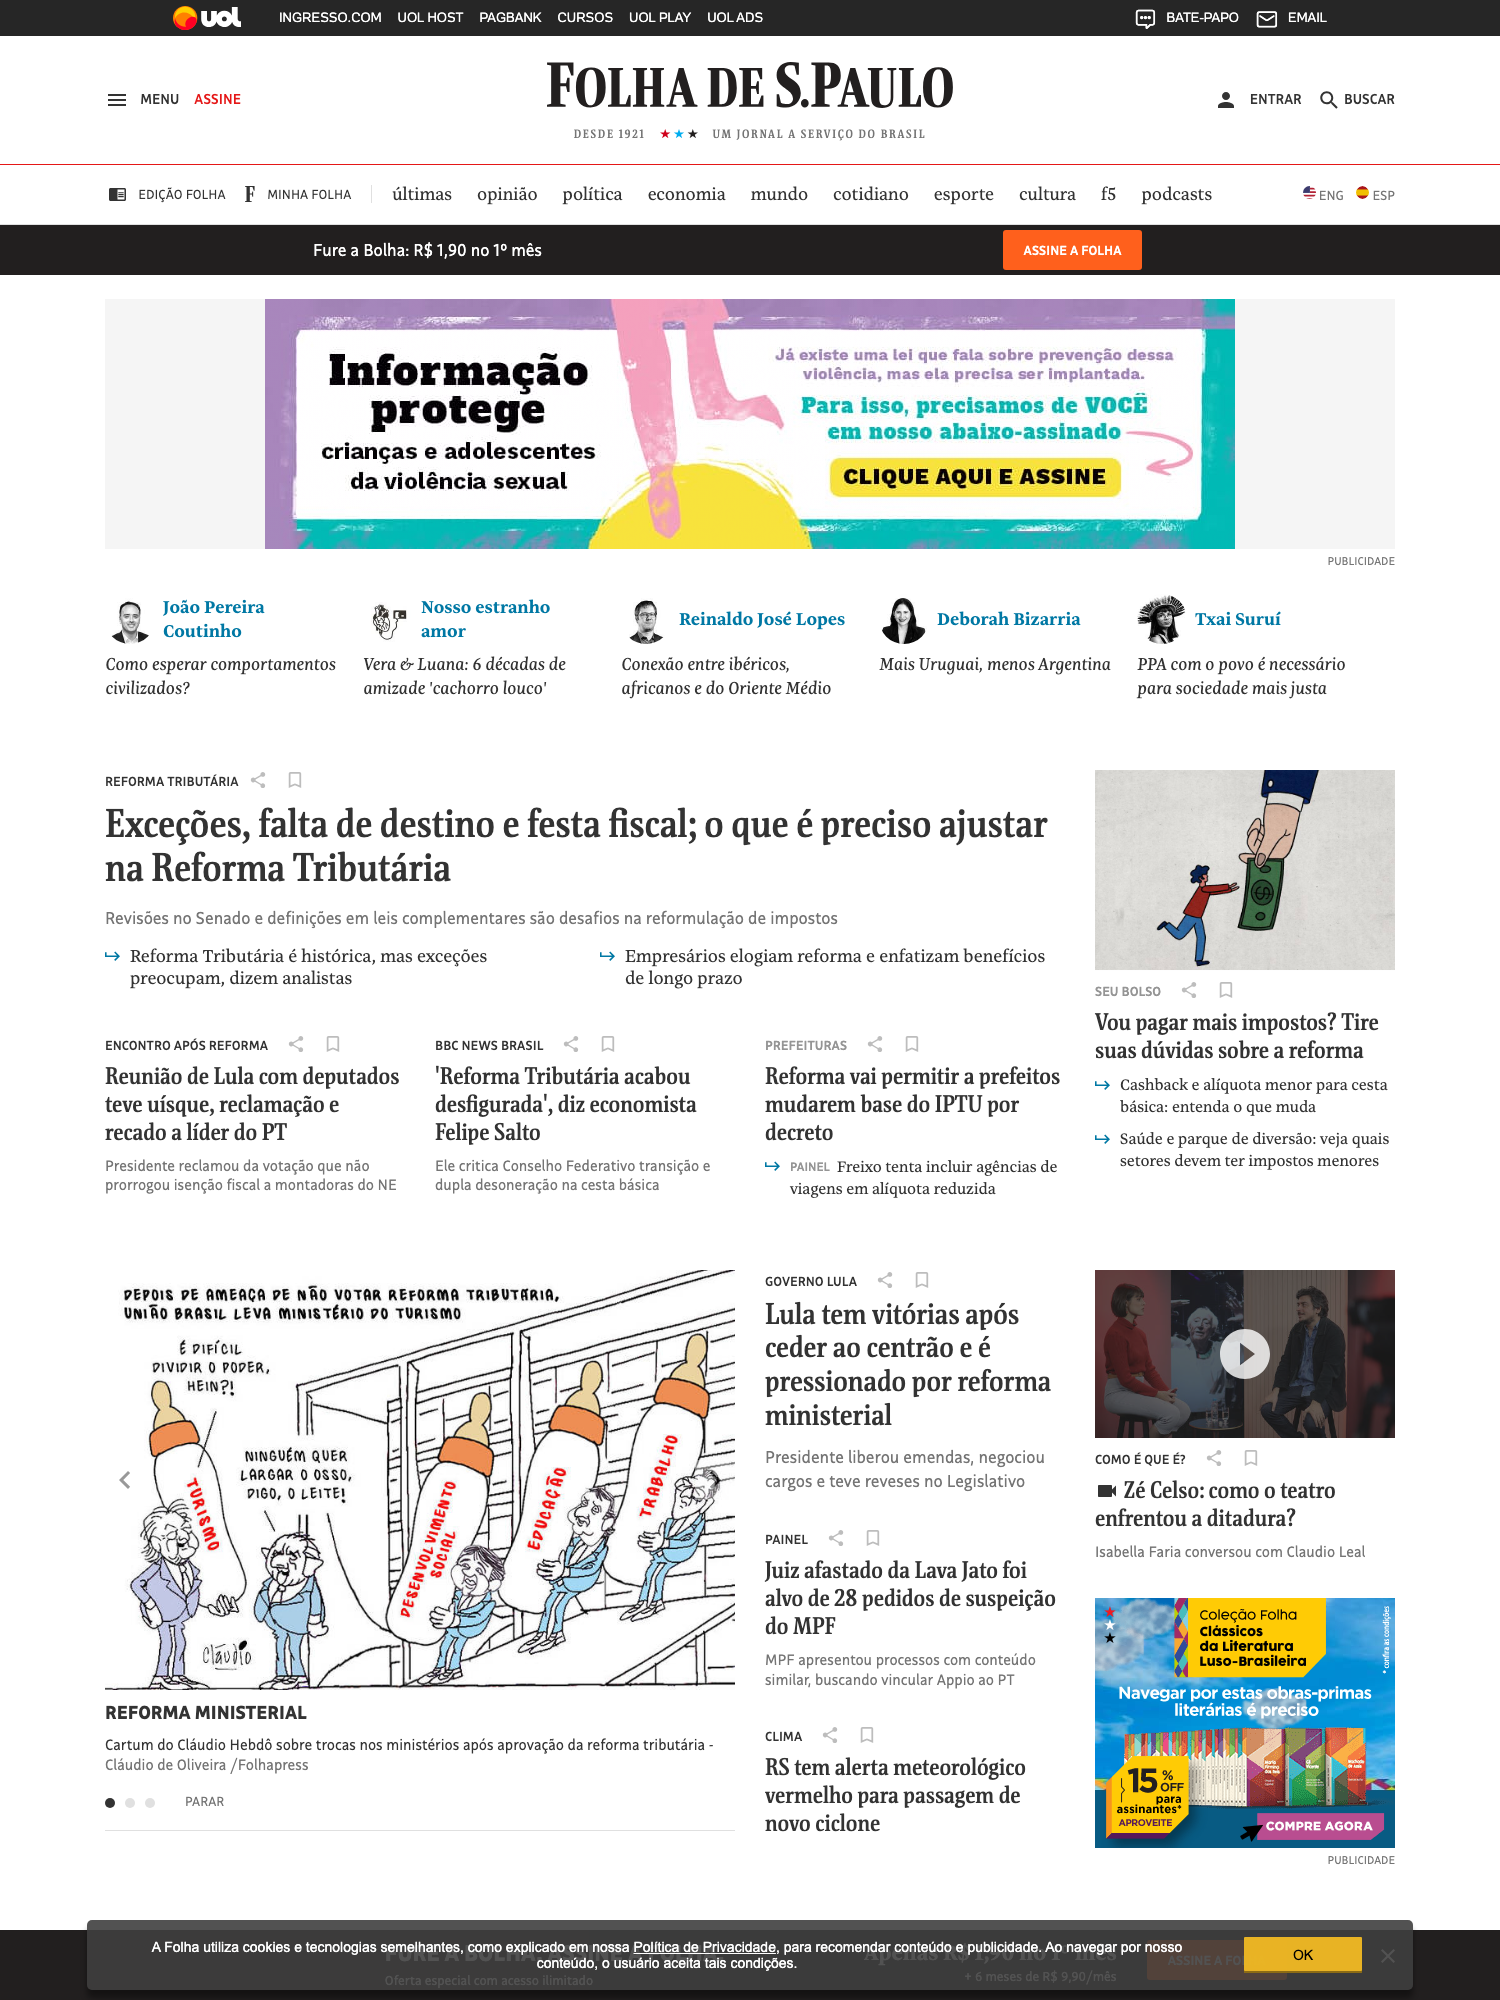 uol INGRESSO.COM UOL HOST PAGBANK CURSOS UOL PLAY UOL ADS BATE-PAPO EMAIL
MENU ASSINE
FOLHA DE S.PAULO
DESDE 1921 ★★★ UM JORNAL A SERVIÇO DO BRASIL
ENTRAR BUSCAR
EDIÇÃO FOLHA F MINHA FOLHA últimas opinião política economia mundo cotidiano esporte cultura f5 podcasts ENG ESP
Fure a Bolha: R$ 1,90 no 1º mês ASSINE A FOLHA
Informação
protege
crianças e adolescentes
da violência sexual
Já existe uma lei que fala sobre prevenção dessa
violência, mas ela precisa ser implantada.
Para isso, precisamos de VOCÊ
em nosso abaixo-assinado
CLIQUE AQUI E ASSINE
PUBLICIDADE
João Pereira
Coutinho
Como esperar comportamentos
civilizados?
Nosso estranho
amor
Vera & Luana: 6 décadas de
amizade 'cachorro louco'
Reinaldo José Lopes
Conexão entre ibéricos,
africanos e do Oriente Médio
Deborah Bizarria
Mais Uruguai, menos Argentina
Txai Suruí
PPA com o povo é necessário
para sociedade mais justa
REFORMA TRIBUTÁRIA
Exceções, falta de destino e festa fiscal; o que é preciso ajustar
na Reforma Tributária
Revisões no Senado e definições em leis complementares são desafios na reformulação de impostos
Reforma Tributária é histórica, mas exceções
preocupam, dizem analistas
Empresários elogiam reforma e enfatizam benefícios
de longo prazo
ENCONTRO APÓS REFORMA
Reunião de Lula com deputados
teve uísque, reclamação e
recado a líder do PT
Presidente reclamou da votação que não
prorrogou isenção fiscal a montadoras do NE
BBC NEWS BRASIL
'Reforma Tributária acabou
desfigurada', diz economista
Felipe Salto
Ele critica Conselho Federativo transição e
dupla desoneração na cesta básica
PREFEITURAS
Reforma vai permitir a prefeitos
mudarem base do IPTU por
decreto
PAINEL Freixo tenta incluir agências de
viagens em alíquota reduzida
SEU BOLSO
Vou pagar mais impostos? Tire
suas dúvidas sobre a reforma
Cashback e alíquota menor para cesta
básica: entenda o que muda
Saúde e parque de diversão: veja quais
setores devem ter impostos menores
DEPOIS DE AMEAÇA DE NÃO VOTAR REFORMA TRIBUTÁRIA,
UNIÃO BRASIL LEVA MINISTÉRIO DO TURISMO
É DIFÍCIL
DIVIDIR O PODER,
HEIN?!
NINGUÉM QUER
LARGAR O OSSO,
DIGO, O LEITE!
TURISMO
DESENVOLVIMENTO
SOCIAL
EDUCAÇÃO
TRABALHO
Cláudio
REFORMA MINISTERIAL
Cartum do Cláudio Hebdô sobre trocas nos ministérios após aprovação da reforma tributária -
Cláudio de Oliveira /Folhapress
PARAR
GOVERNO LULA
Lula tem vitórias após
ceder ao centrão e é
pressionado por reforma
ministerial
Presidente liberou emendas, negociou
cargos e teve reveses no Legislativo
PAINEL
Juiz afastado da Lava Jato foi
alvo de 28 pedidos de suspeição
do MPF
MPF apresentou processos com conteúdo
similar, buscando vincular Appio ao PT
CLIMA
RS tem alerta meteorológico
vermelho para passagem de
novo ciclone
COMO É QUE É?
Zé Celso: como o teatro
enfrentou a ditadura?
Isabella Faria conversou com Claudio Leal
Coleção Folha
Clássicos
da Literatura
Luso-Brasileira
* confira as condições
Navegar por estas obras-primas
literárias é preciso
15% OFF
para
assinantes*
APROVEITE
COMPRE AGORA
PUBLICIDADE
A Folha utiliza cookies e tecnologias semelhantes, como explicado em nossa Política de Privacidade, para recomendar conteúdo e publicidade. Ao navegar por nosso
conteúdo, o usuário aceita tais condições.
OK
Apenas R$ 1,90 no 1º mês
Oferta especial com acesso ilimitado
+ 6 meses de R$ 9,90/mês
ASSINE A FO